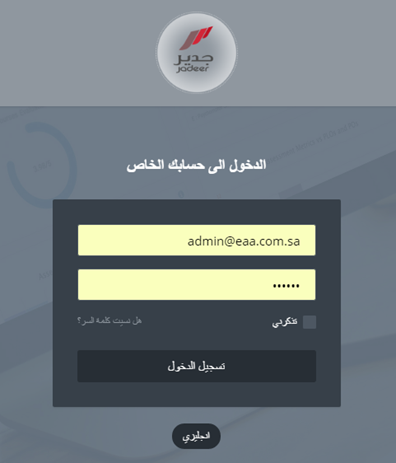 جدير
jadeer
الدخول الى حسابك الخاص
admin@eaa.com.sa
••••••
تذكرني
هل نسيت كلمة السر؟
تسجيل الدخول
انجليزي